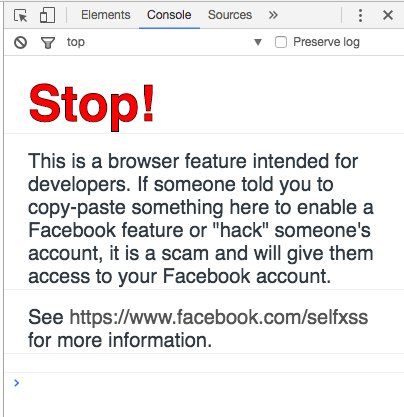 Elements Console Sources »
top Preserve log
Stop!
This is a browser feature intended for
developers. If someone told you to
copy-paste something here to enable a
Facebook feature or "hack" someone's
account, it is a scam and will give them
access to your Facebook account.
See https://www.facebook.com/selfxss
for more information.